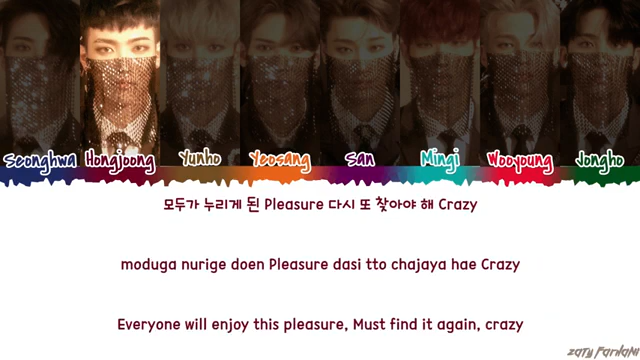 Seonghwa Hongjoong Yunho Yeosang San Mingi Wooyoung Jongho
모두가 누리게 된 Pleasure 다시 또 찾아야 해 Crazy
moduga nurige doen Pleasure dasi tto chajaya hae Crazy
Everyone will enjoy this pleasure, Must find it again, crazy
zaty farhani